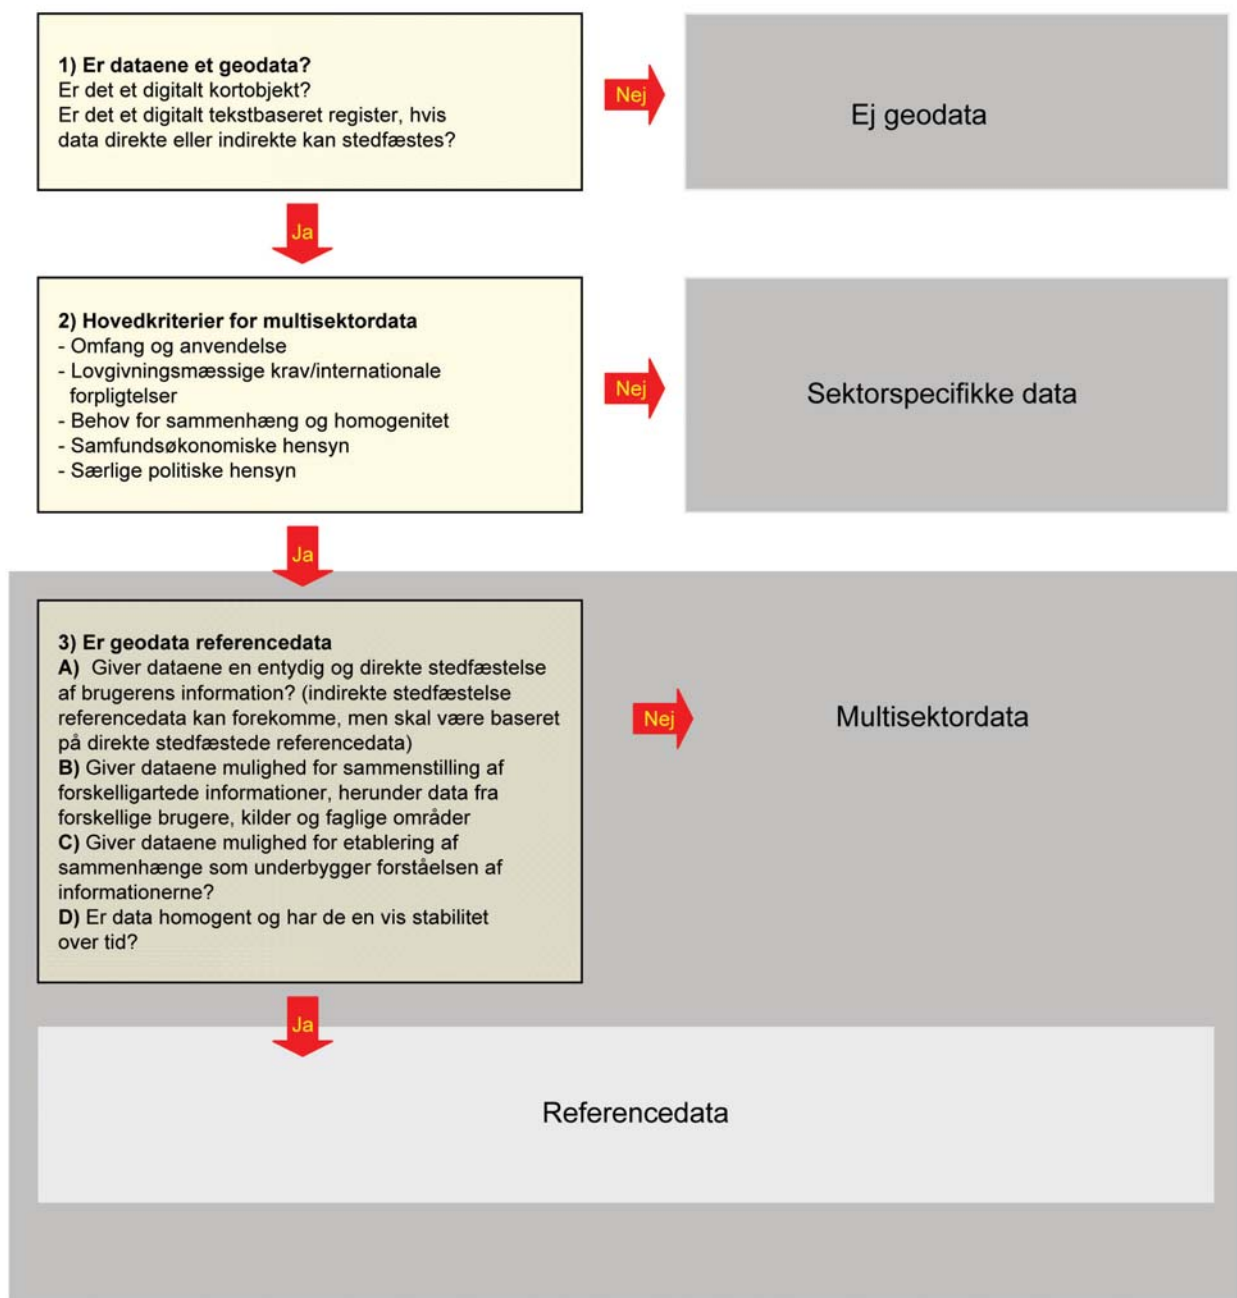 1) Er dataene et geodata?
Er det et digitalt kortobjekt?
Er det et digitalt tekstbaseret register, hvis
data direkte eller indirekte kan stedfæstes?
Nej
Ej geodata
Ja
2) Hovedkriterier for multisektordata
- Omfang og anvendelse
- Lovgivningsmæssige krav/internationale
forpligtelser
- Behov for sammenhæng og homogenitet
- Samfundsøkonomiske hensyn
- Særlige politiske hensyn
Nej
Sektorspecifikke data
Ja
3) Er geodata referencedata
A) Giver dataene en entydig og direkte stedfæstelse
af brugerens information? (indirekte stedfæstelse
referencedata kan forekomme, men skal være baseret
på direkte stedfæstede referencedata)
B) Giver dataene mulighed for sammenstilling af
forskelligartede informationer, herunder data fra
forskellige brugere, kilder og faglige områder
C) Giver dataene mulighed for etablering af
sammenhænge som underbygger forståelsen af
informationerne?
D) Er data homogent og har de en vis stabilitet
over tid?
Nej
Multisektordata
Ja
Referencedata